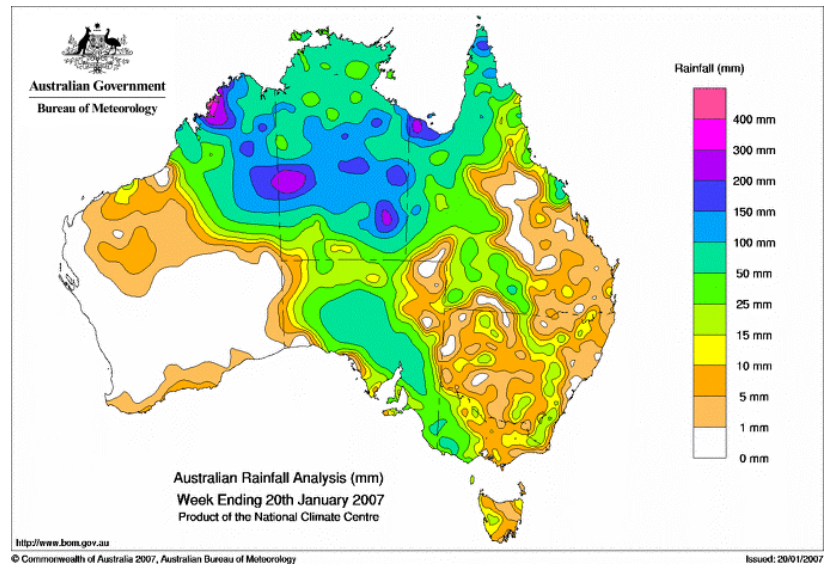 Australian Government
Bureau of Meteorology
Rainfall (mm)
400 mm
300 mm
200 mm
150 mm
100 mm
50 mm
25 mm
15 mm
10 mm
5 mm
1 mm
0 mm
Australian Rainfall Analysis (mm)
Week Ending 20th January 2007
Product of the National Climate Centre
http://www.bom.gov.au
© Commonwealth of Australia 2007, Australian Bureau of Meteorology
Issued: 20/01/2007